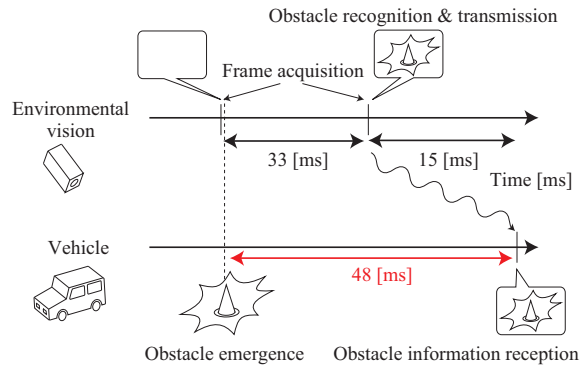 Obstacle recognition & transmission
Frame acquisition
Environmental
vision
33 [ms]
15 [ms]
Time [ms]
Vehicle
48 [ms]
Obstacle emergence
Obstacle information reception